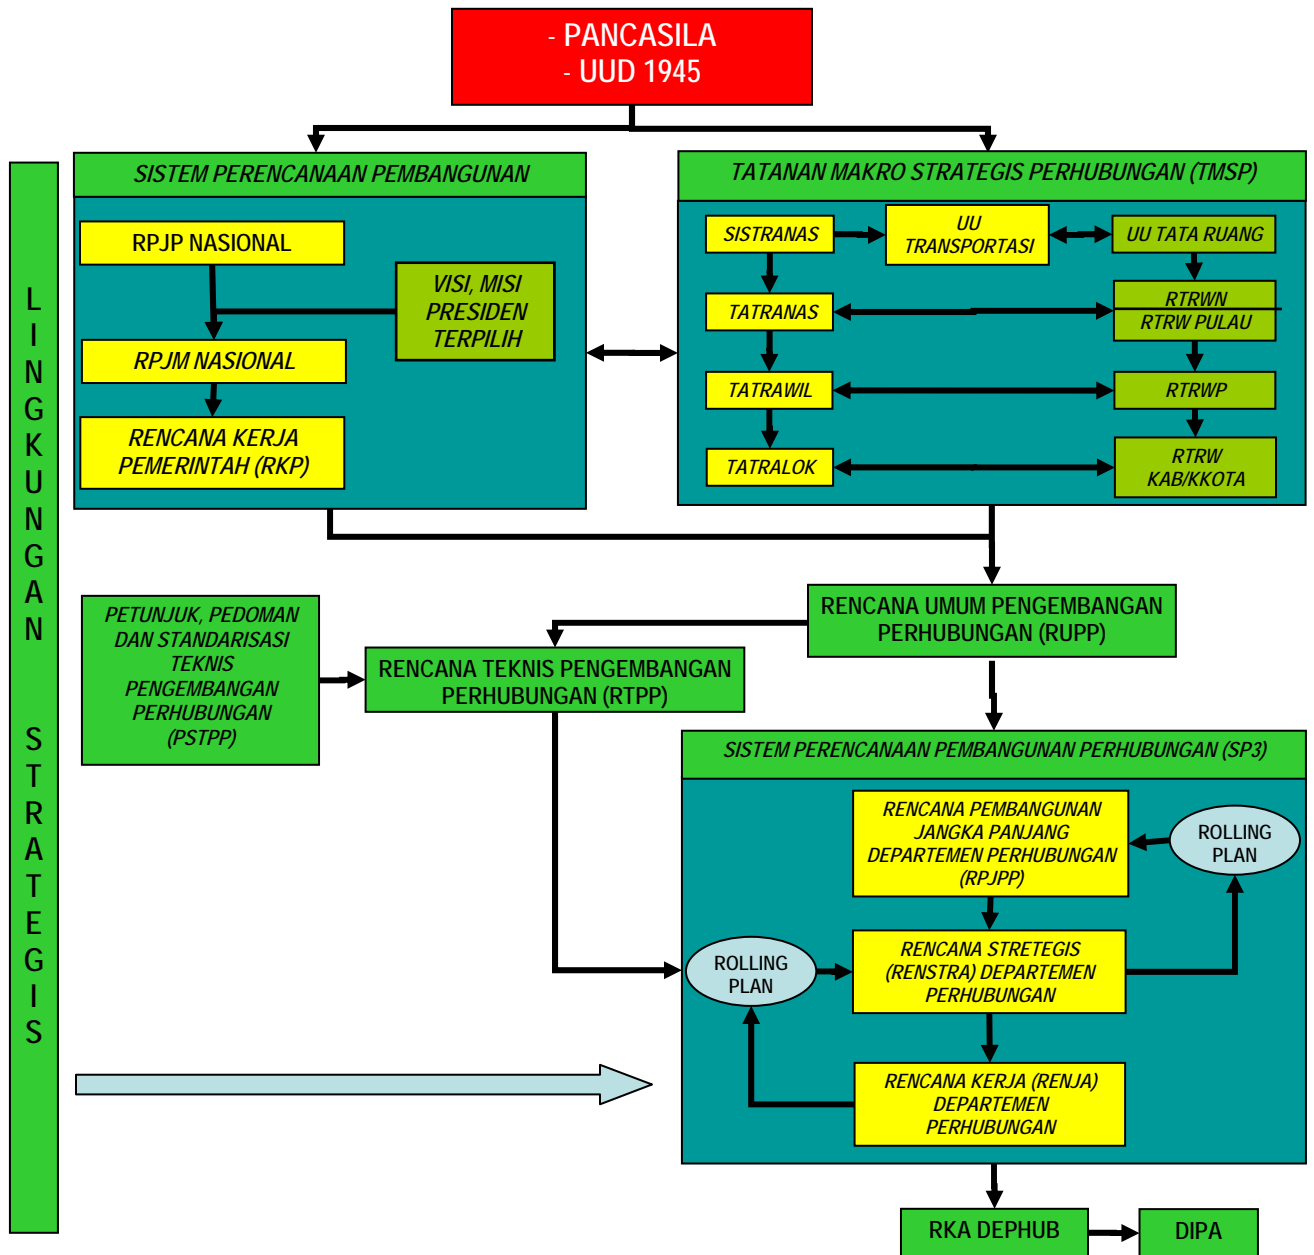 - PANCASILA
- UUD 1945
LINGKUNGAN STRATEGIS
SISTEM PERENCANAAN PEMBANGUNAN
RPJP NASIONAL
VISI, MISI
PRESIDEN
TERPILIH
RPJM NASIONAL
RENCANA KERJA
PEMERINTAH (RKP)
TATANAN MAKRO STRATEGIS PERHUBUNGAN (TMSP)
SISTRANAS
UU
TRANSPORTASI
UU TATA RUANG
TATRANAS
RTRWN
RTRW PULAU
TATRAWIL
RTRWP
TATRALOK
RTRW
KAB/KKOTA
RENCANA UMUM PENGEMBANGAN
PERHUBUNGAN (RUPP)
PETUNJUK, PEDOMAN
DAN STANDARISASI
TEKNIS
PENGEMBANGAN
PERHUBUNGAN
(PSTPP)
RENCANA TEKNIS PENGEMBANGAN
PERHUBUNGAN (RTPP)
SISTEM PERENCANAAN PEMBANGUNAN PERHUBUNGAN (SP3)
RENCANA PEMBANGUNAN
JANGKA PANJANG
DEPARTEMEN PERHUBUNGAN
(RPJPP)
ROLLING
PLAN
ROLLING
PLAN
RENCANA STRETEGIS
(RENSTRA) DEPARTEMEN
PERHUBUNGAN
RENCANA KERJA (RENJA)
DEPARTEMEN
PERHUBUNGAN
RKA DEPHUB
DIPA